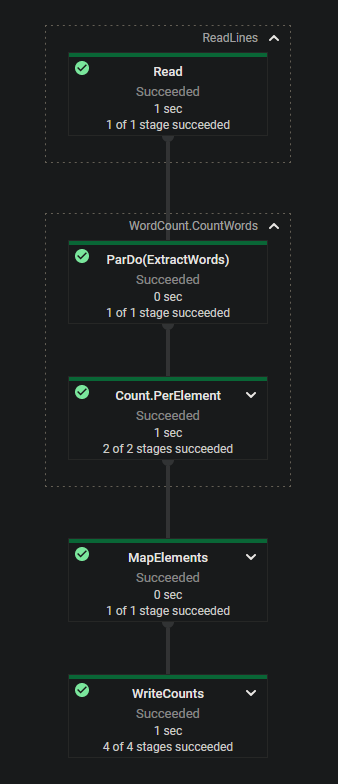 ReadLines
Read
Succeeded
1 sec
1 of 1 stage succeeded
WordCount.CountWords
ParDo(ExtractWords)
Succeeded
0 sec
1 of 1 stage succeeded
Count.PerElement
Succeeded
1 sec
2 of 2 stages succeeded
MapElements
Succeeded
0 sec
1 of 1 stage succeeded
WriteCounts
Succeeded
1 sec
4 of 4 stages succeeded